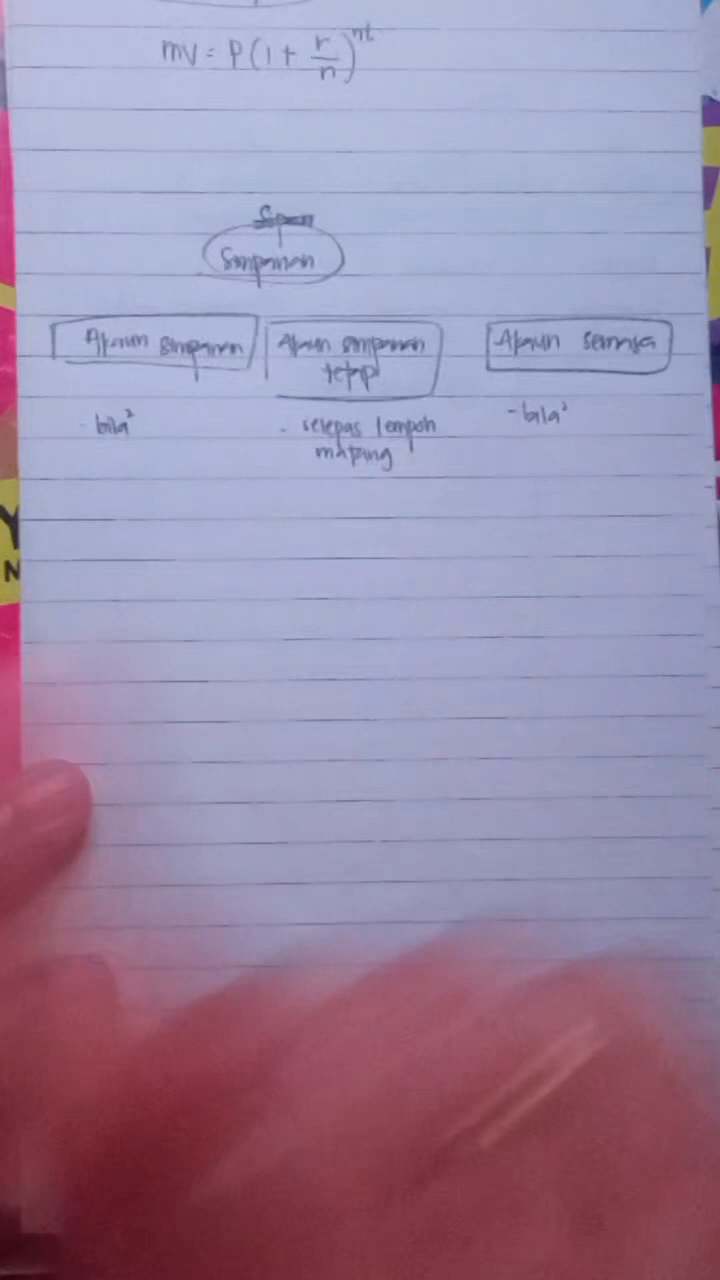 mv = P(1 + r/n)^nt
Simpanan
Akaun simpanan
Akaun simpanan
tetap
Akaun semasa
- bila²
- selepas tempoh
matang
- bila²